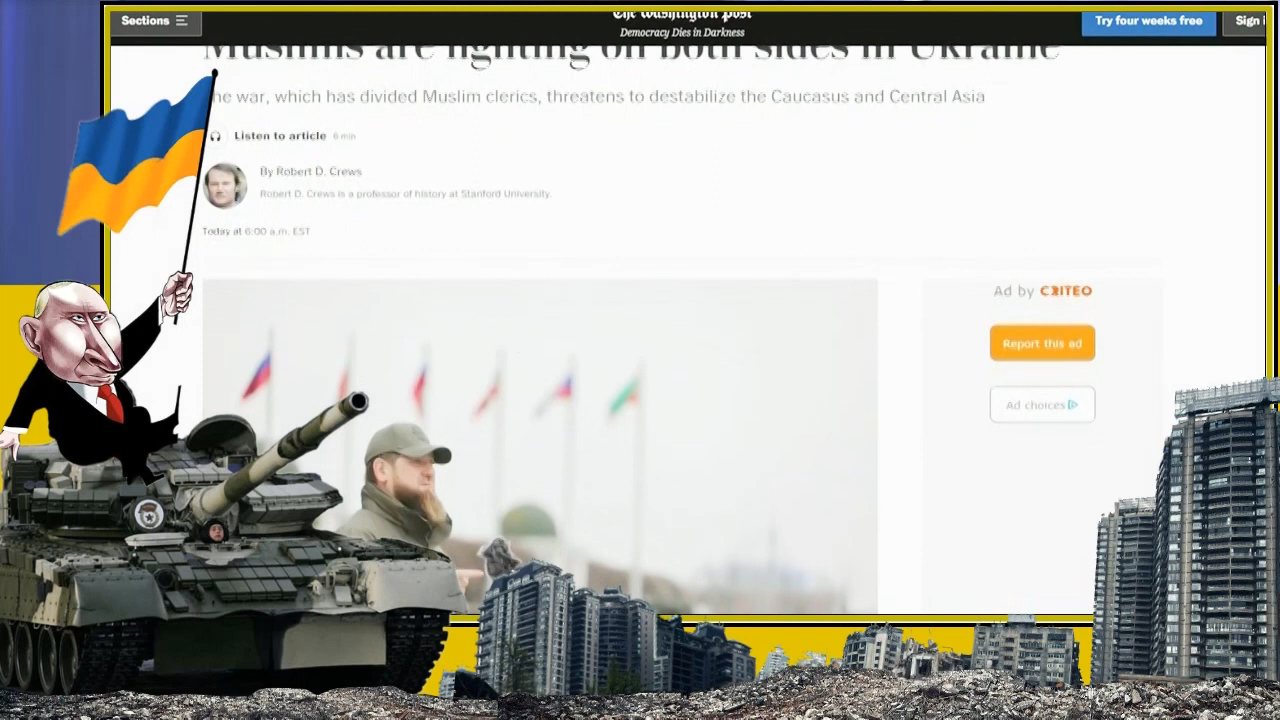 Sections
The Washington Post
Democracy Dies in Darkness
Try four weeks free
Sign i
Muslims are fighting on both sides in Ukraine
he war, which has divided Muslim clerics, threatens to destabilize the Caucasus and Central Asia
Listen to article 6 min
By Robert D. Crews
Robert D. Crews is a professor of history at Stanford University.
Today at 6:00 a.m. EST
Ad by CRITEO
Report this ad
Ad choices